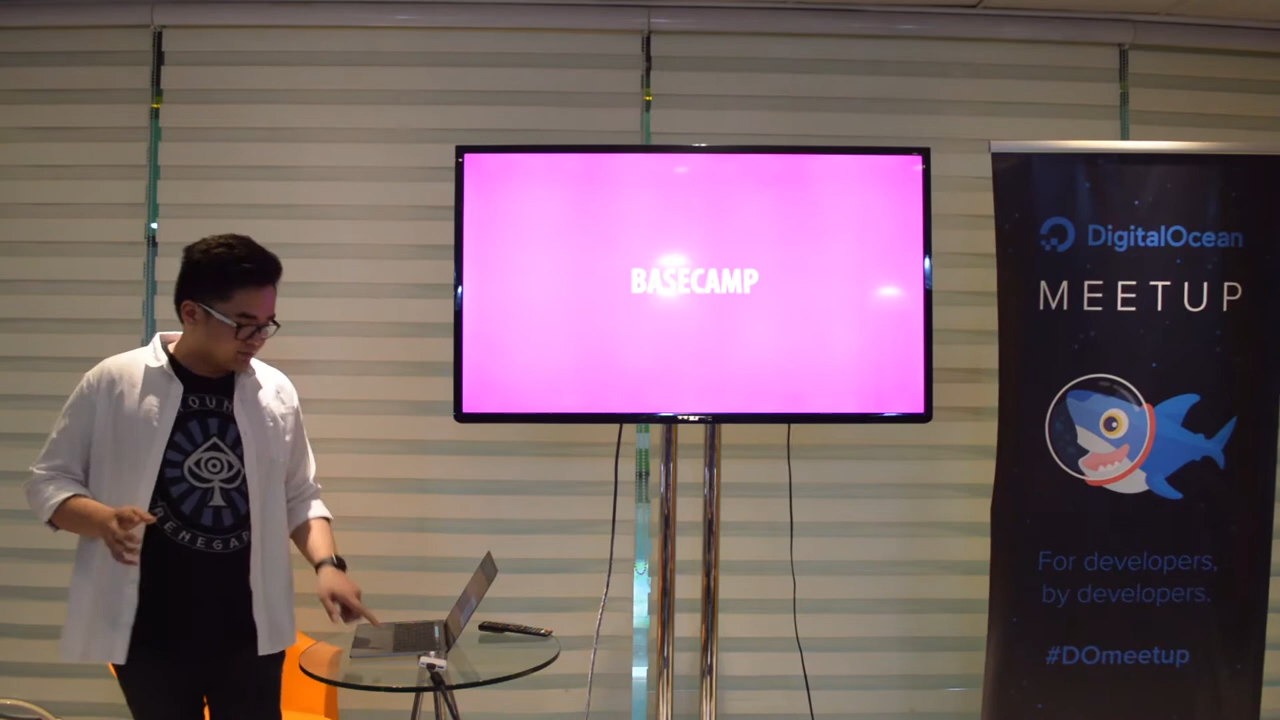 BASECAMP
DigitalOcean
MEETUP
For developers,
by developers.
#DOmeetup